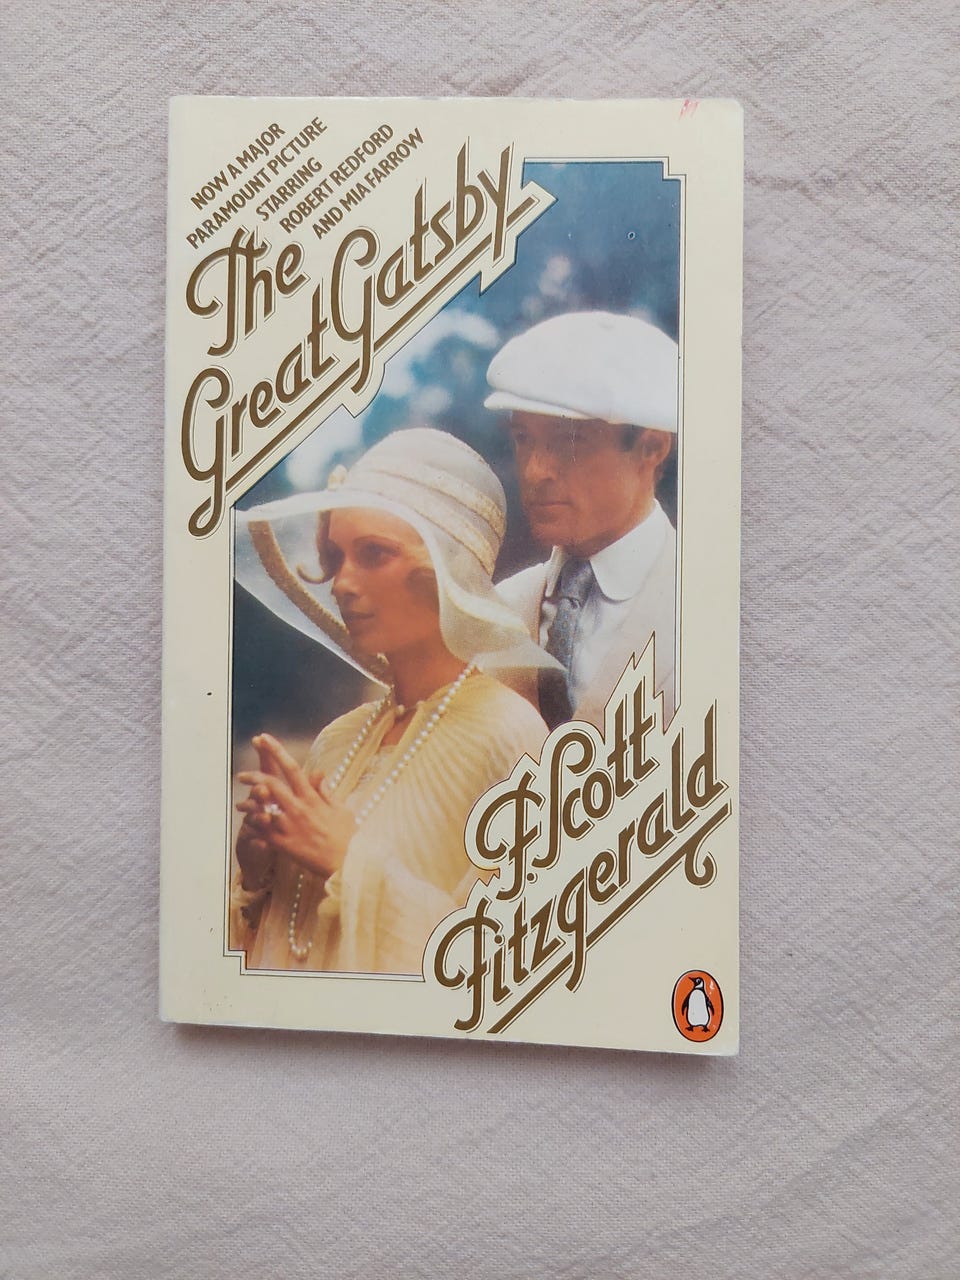 NOW A MAJOR
PARAMOUNT PICTURE
STARRING
ROBERT REDFORD
AND MIA FARROW
The
Great Gatsby
F. Scott
Fitzgerald